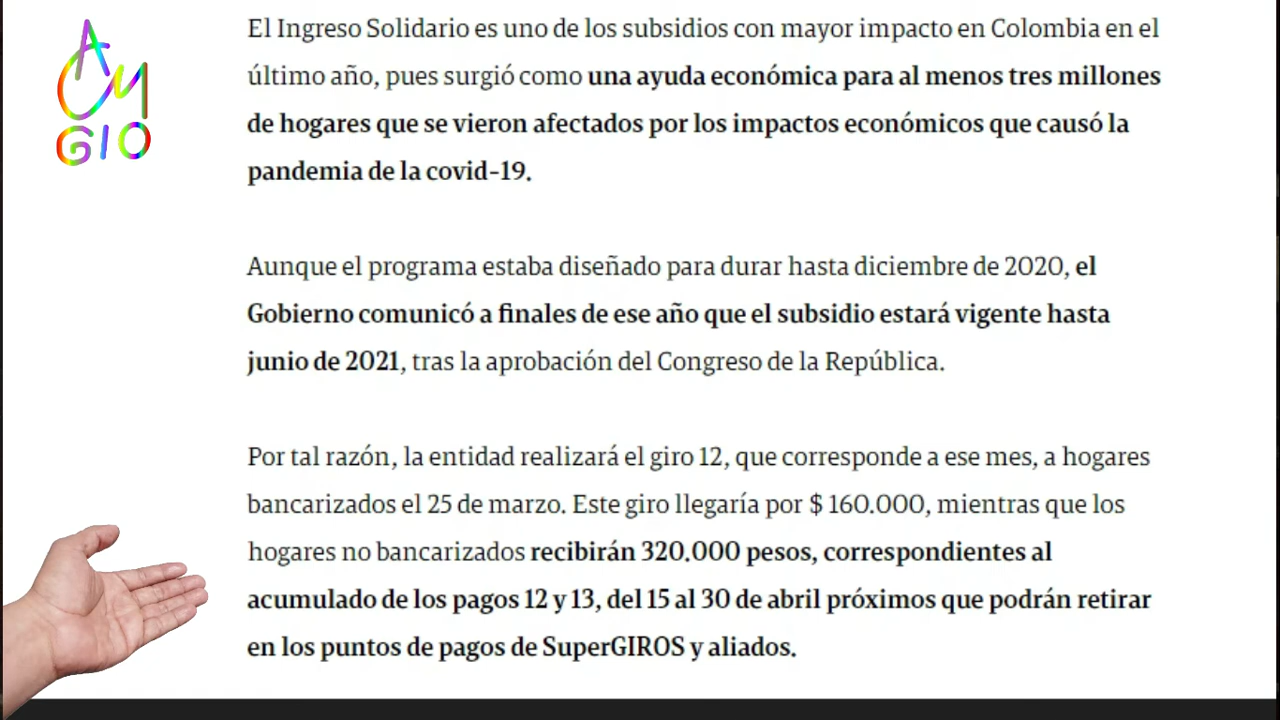 A
CM
GIO
El Ingreso Solidario es uno de los subsidios con mayor impacto en Colombia en el
último año, pues surgió como una ayuda económica para al menos tres millones
de hogares que se vieron afectados por los impactos económicos que causó la
pandemia de la covid-19.
Aunque el programa estaba diseñado para durar hasta diciembre de 2020, el
Gobierno comunicó a finales de ese año que el subsidio estará vigente hasta
junio de 2021, tras la aprobación del Congreso de la República.
Por tal razón, la entidad realizará el giro 12, que corresponde a ese mes, a hogares
bancarizados el 25 de marzo. Este giro llegaría por $ 160.000, mientras que los
hogares no bancarizados recibirán 320.000 pesos, correspondientes al
acumulado de los pagos 12 y 13, del 15 al 30 de abril próximos que podrán retirar
en los puntos de pagos de SuperGIROS y aliados.